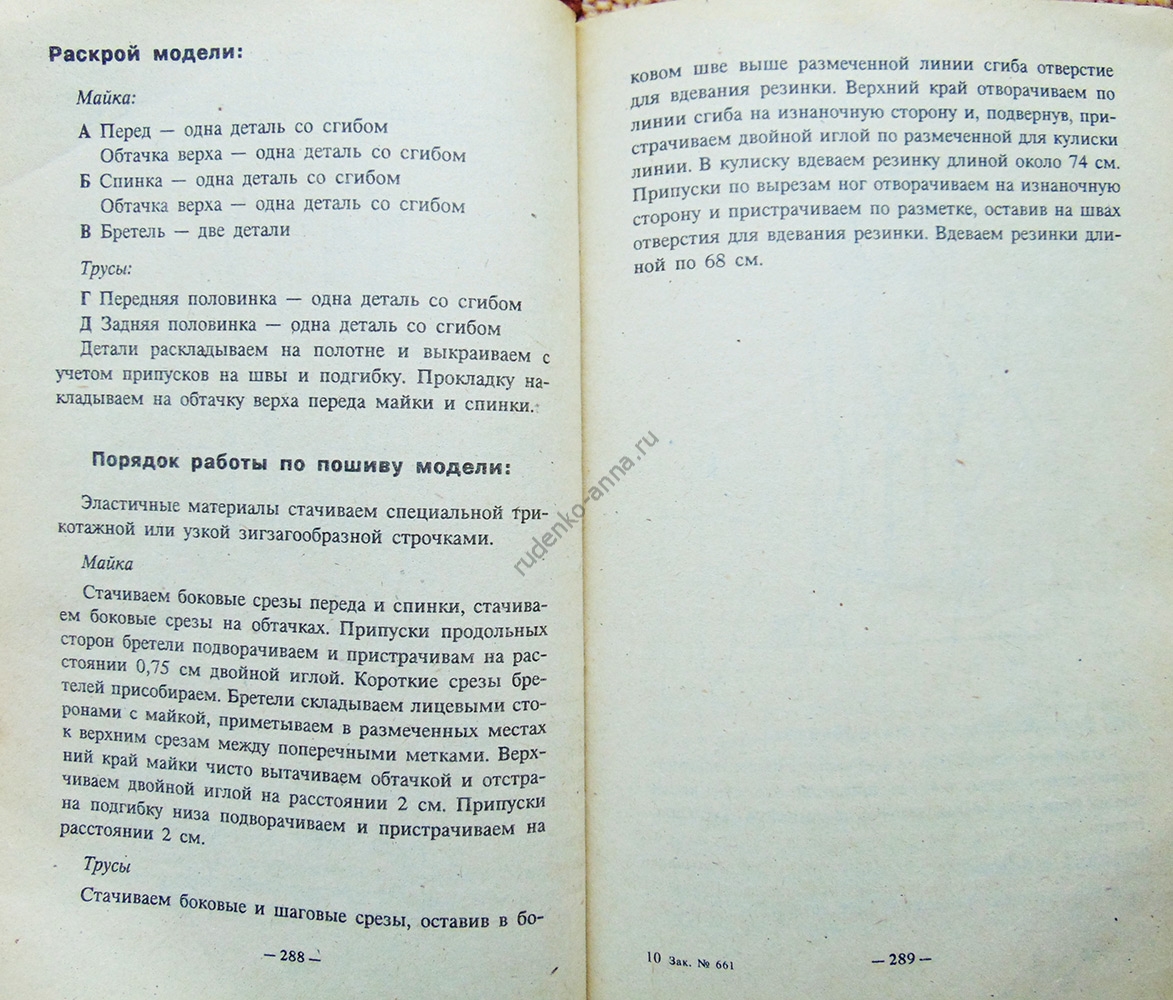 Раскрой модели:
Майка:
А Перед — одна деталь со сгибом
Обтачка верха — одна деталь со сгибом
Б Спинка — одна деталь со сгибом
Обтачка верха — одна деталь со сгибом
В Бретель — две детали
Трусы:
Г Передняя половинка — одна деталь со сгибом
Д Задняя половинка — одна деталь со сгибом
Детали раскладываем на полотне и выкраиваем с
учетом припусков на швы и подгибку. Прокладку на-
кладываем на обтачку верха переда майки и спинки.
Порядок работы по пошиву модели:
Эластичные материалы стачиваем специальной три-
котажной или узкой зигзагообразной строчками.
Майка
Стачиваем боковые срезы переда и спинки, стачива-
ем боковые срезы на обтачках. Припуски продольных
сторон бретели подворачиваем и пристрачивам на рас-
стоянии 0,75 см двойной иглой. Короткие срезы бре-
телей присобираем. Бретели складываем лицевыми сто-
ронами с майкой, приметываем в размеченных местах
к верхним срезам между поперечными метками. Верх-
ний край майки чисто вытачиваем обтачкой и отстра-
чиваем двойной иглой на расстоянии 2 см. Припуски
на подгибку низа подворачиваем и пристрачиваем на
расстоянии 2 см.
Трусы
Стачиваем боковые и шаговые срезы, оставив в бо-
— 288 —
ковом шве выше размеченной линии сгиба отверстие
для вдевания резинки. Верхний край отворачиваем по
линии сгиба на изнаночную сторону и, подвернув, при-
страчиваем двойной иглой по размеченной для кулиски
линии. В кулиску вдеваем резинку длиной около 74 см.
Припуски по вырезам ног отворачиваем на изнаночную
сторону и пристрачиваем по разметке, оставив на швах
отверстия для вдевания резинки. Вдеваем резинки дли-
ной по 68 см.
10 Зак. № 661
— 289 —
rudenko-anna.ru